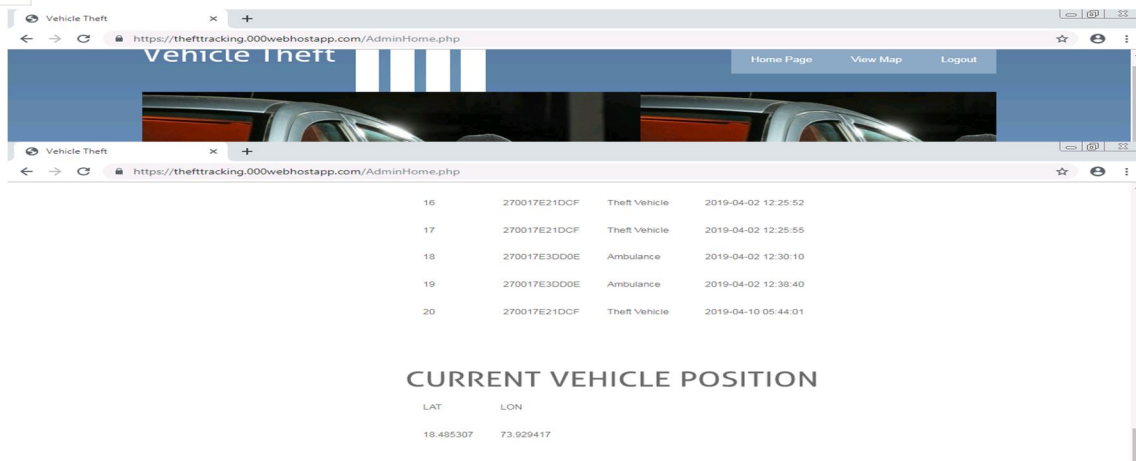 Vehicle Theft
https://thefttracking.000webhostapp.com/AdminHome.php
Vehicle Theft
Home Page View Map Logout
Vehicle Theft
https://thefttracking.000webhostapp.com/AdminHome.php
16 270017E21DCF Theft Vehicle 2019-04-02 12:25:52
17 270017E21DCF Theft Vehicle 2019-04-02 12:25:55
18 270017E3DD0E Ambulance 2019-04-02 12:30:10
19 270017E3DD0E Ambulance 2019-04-02 12:38:40
20 270017E21DCF Theft Vehicle 2019-04-10 05:44:01
CURRENT VEHICLE POSITION
LAT LON
18.485307 73.929417